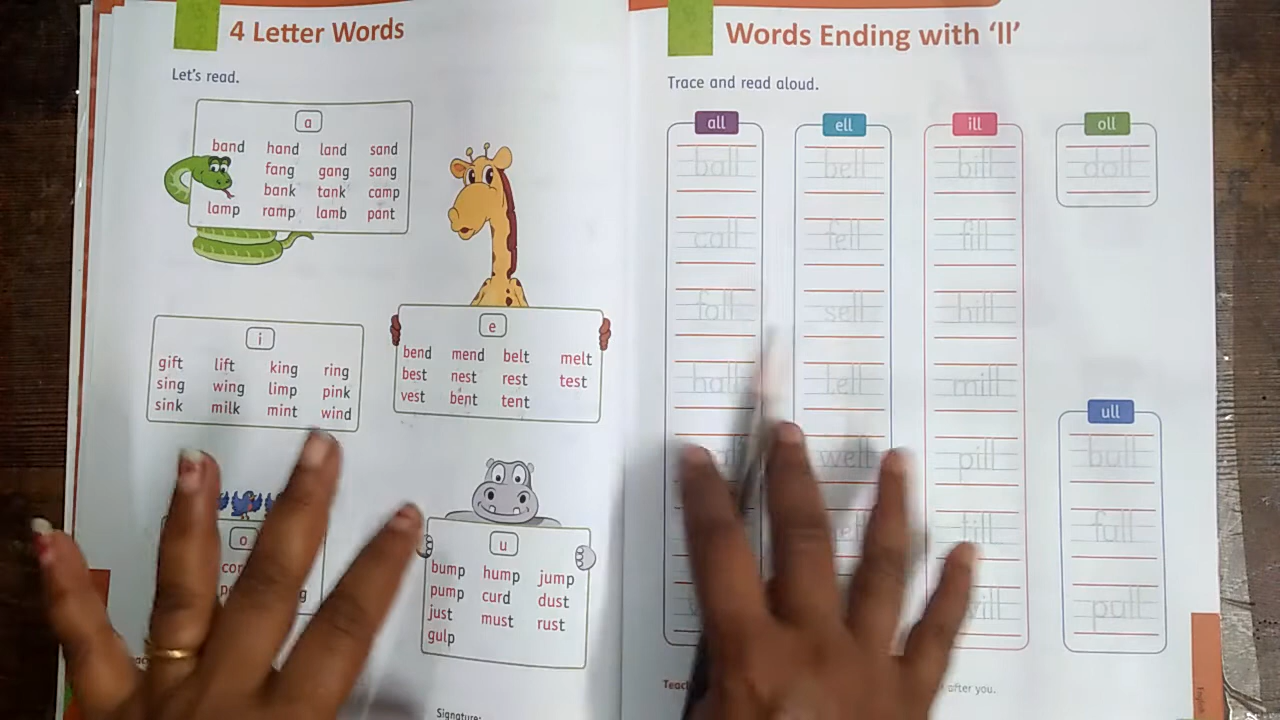 4 Letter Words
Let's read.
a
band hand land sand
fang gang sang
bank tank camp
lamp ramp lamb pant
i
gift lift king ring
sing wing limp pink
sink milk mint wind
e
bend mend belt melt
best nest rest test
vest bent tent
o
u
bump hump jump
pump curd dust
just must rust
gulp
Signature:
Words Ending with 'll'
Trace and read aloud.
all
ball
call
fall
hall
ell
bell
fell
sell
tell
well
ill
bill
fill
hill
mill
pill
till
will
oll
doll
ull
bull
full
pull
after you.